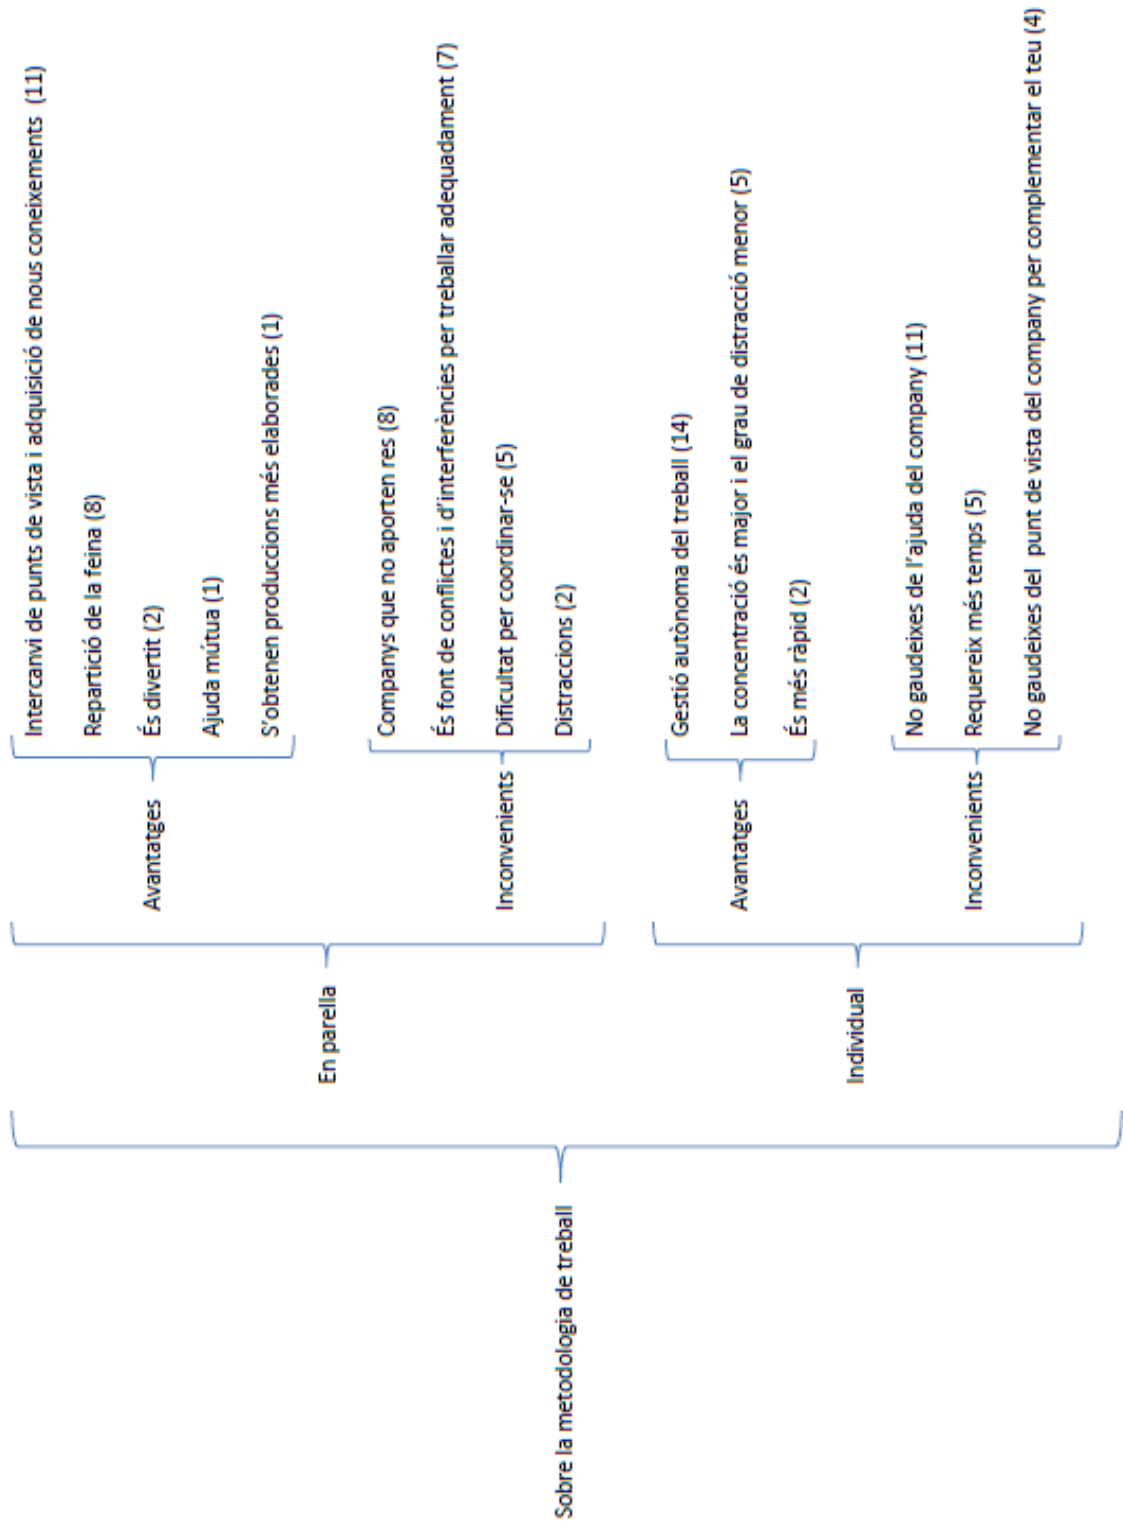 Sobre la metodologia de treball
En parella
Avantatges
Intercanvi de punts de vista i adquisició de nous coneixements (11)
Repartició de la feina (8)
És divertit (2)
Ajuda mútua (1)
S'obtenen produccions més elaborades (1)
Inconvenients
Companys que no aporten res (8)
És font de conflictes i d'interferències per treballar adequadament (7)
Dificultat per coordinar-se (5)
Distraccions (2)
Individual
Avantatges
Gestió autònoma del treball (14)
La concentració és major i el grau de distracció menor (5)
És més ràpid (2)
Inconvenients
No gaudeixes de l'ajuda del company (11)
Requereix més temps (5)
No gaudeixes del punt de vista del company per complementar el teu (4)